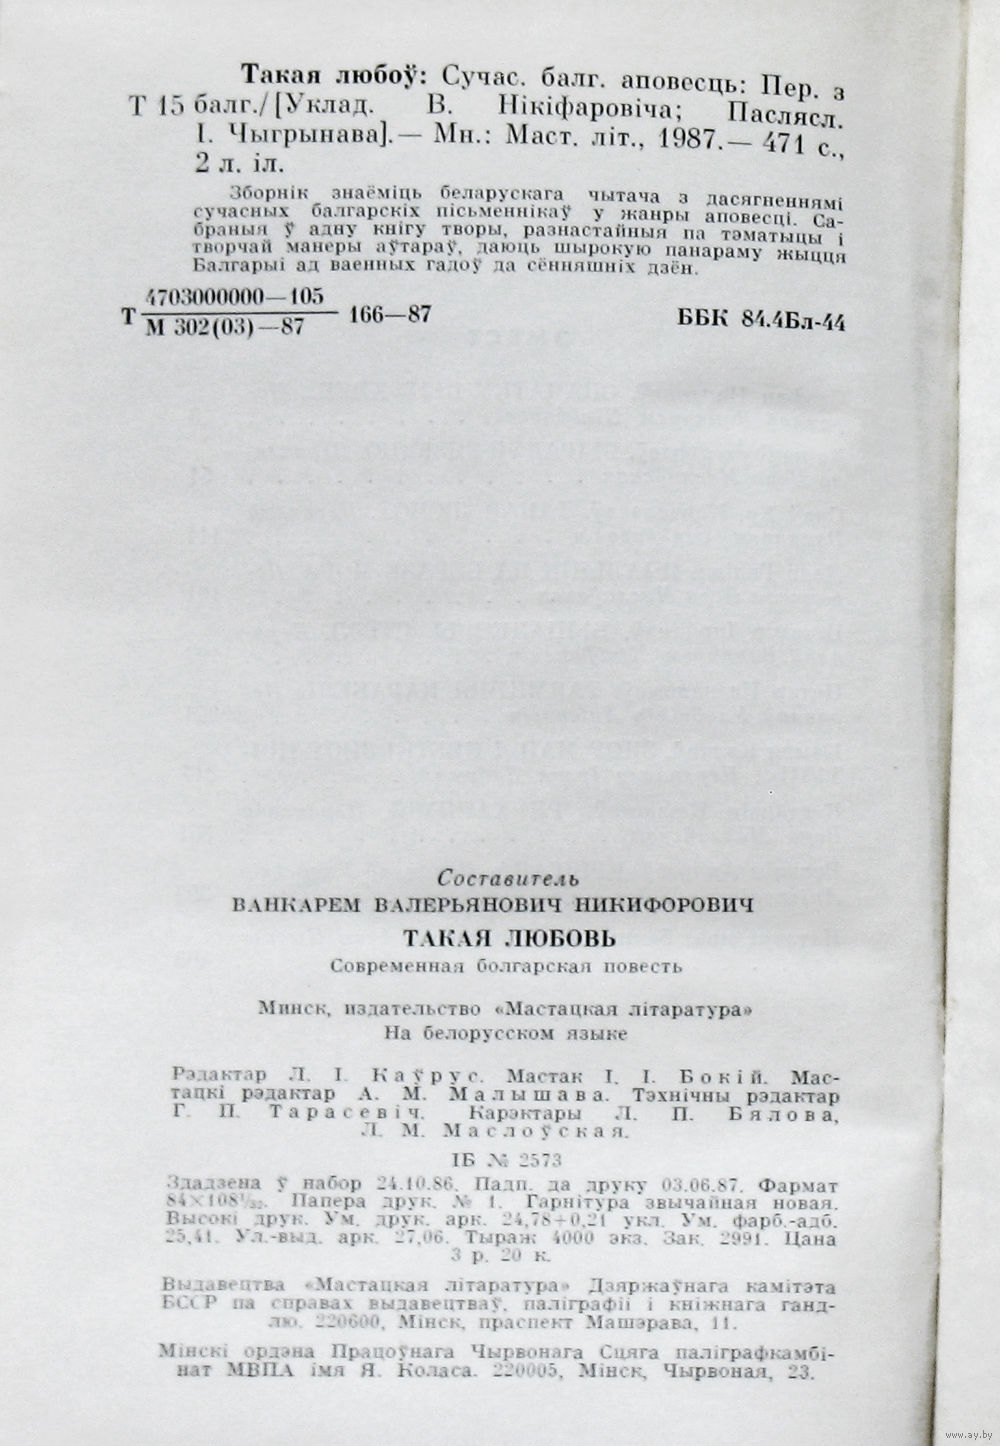 Такая любоў: Сучас. балг. аповесць: Пер. з
Т 15 балг./[Уклад. В. Нікіфаровіча; Паслясл.
І. Чыгрынава].— Мн.: Маст. літ., 1987.— 471 с.,
2 л. іл.
Зборнік знаёміць беларускага чытача з дасягненнямі
сучасных балгарскіх пісьменнікаў у жанры аповесці. Са-
браныя ў адну кнігу творы, разнастайныя па тэматыцы і
творчай манеры аўтараў, даюць шырокую панараму жыцця
Балгарыі ад ваенных гадоў да сённяшніх дзён.
Т 4703000000—105
М 302(03)—87 166—87 ББК 84.4Бл-44
Составитель
ВАНКАРЕМ ВАЛЕРЬЯНОВИЧ НИКИФОРОВИЧ
ТАКАЯ ЛЮБОВЬ
Современная болгарская повесть
Минск, издательство «Мастацкая літаратура»
На белорусском языке
Рэдактар Л. І. Каўрус. Мастак І. І. Бокій. Мас-
тацкі рэдактар А. М. Малышава. Тэхнічны рэдактар
Г. П. Тарасевіч. Карэктары Л. П. Бялова,
Л. М. Маслоўская.
ІБ № 2573
Здадзена ў набор 24.10.86. Падп. да друку 03.06.87. Фармат
84×108¹/₃₂. Папера друк. № 1. Гарнітура звычайная новая.
Высокі друк. Ум. друк. арк. 24,78+0,21 укл. Ум. фарб.-адб.
25,41. Ул.-выд. арк. 27,06. Тыраж 4000 экз. Зак. 2991. Цана
3 р. 20 к.
Выдавецтва «Мастацкая літаратура» Дзяржаўнага камітэта
БССР па справах выдавецтваў, паліграфіі і кніжнага ганд-
лю. 220600, Мінск, праспект Машэрава, 11.
Мінскі ордэна Працоўнага Чырвонага Сцяга паліграфкамбі-
нат МВПА імя Я. Коласа. 220005, Мінск, Чырвоная, 23.
www.ay.by